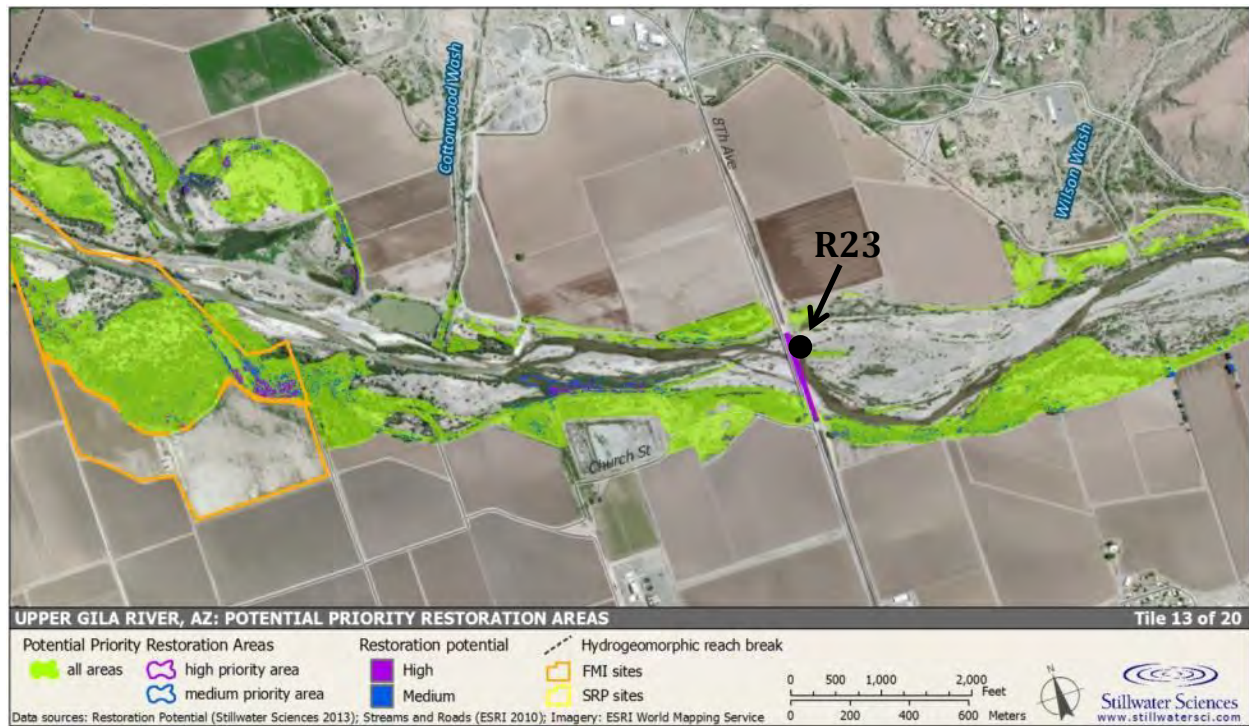 Cottonwood Wash
8Th Ave
Wilson Wash
R23
Church St
UPPER GILA RIVER, AZ: POTENTIAL PRIORITY RESTORATION AREAS
Tile 13 of 20
Potential Priority Restoration Areas
all areas
high priority area
medium priority area
Restoration potential
High
Medium
Hydrogeomorphic reach break
FMI sites
SRP sites
0 500 1,000 2,000
Feet
0 200 400 600 Meters
N
Stillwater Sciences
www.stillwatersci.com
Data sources: Restoration Potential (Stillwater Sciences 2013); Streams and Roads (ESRI 2010); Imagery: ESRI World Mapping Service